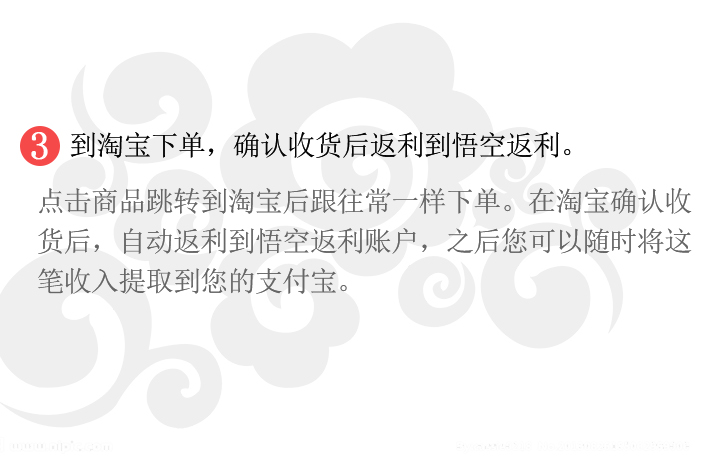 3 到淘宝下单，确认收货后返利到悟空返利。
点击商品跳转到淘宝后跟往常一样下单。在淘宝确认收
货后，自动返利到悟空返利账户，之后您可以随时将这
笔收入提取到您的支付宝。